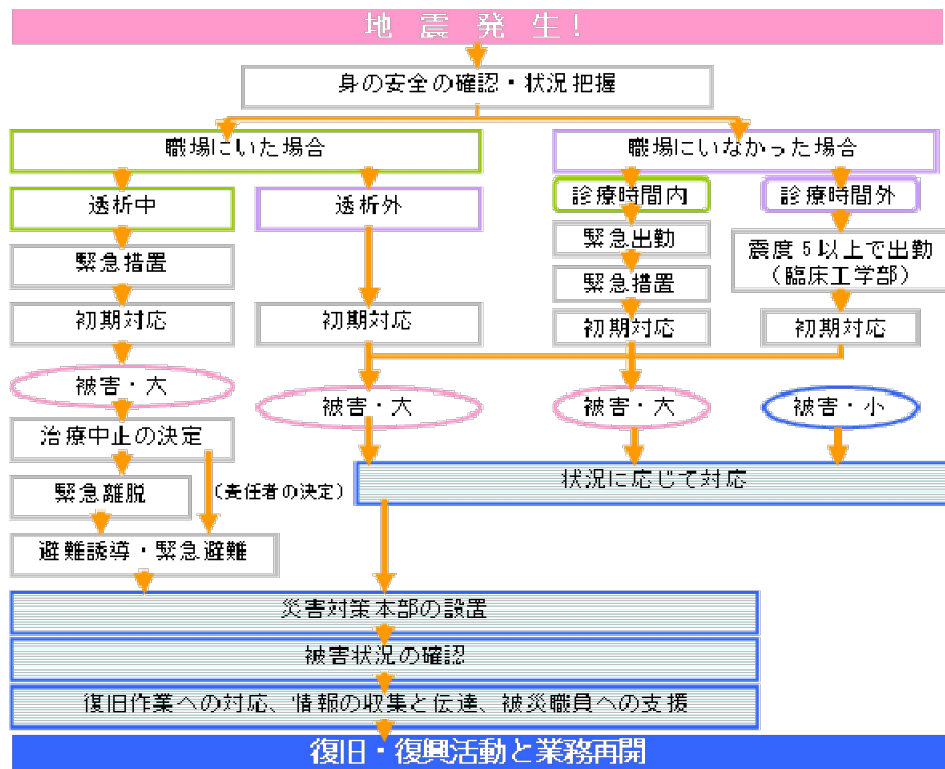 地 震 発 生！
身の安全の確認・状況把握
職場にいた場合
職場にいなかった場合
透析中
透析外
診療時間内
診療時間外
緊急措置
緊急出勤
震度５以上で出勤
（臨床工学部）
緊急措置
初期対応
初期対応
初期対応
初期対応
被害・大
被害・大
被害・大
被害・小
治療中止の決定
状況に応じて対応
緊急離脱
（責任者の決定）
避難誘導・緊急避難
災害対策本部の設置
被害状況の確認
復旧作業への対応、情報の収集と伝達、被災職員への支援
復旧・復興活動と業務再開